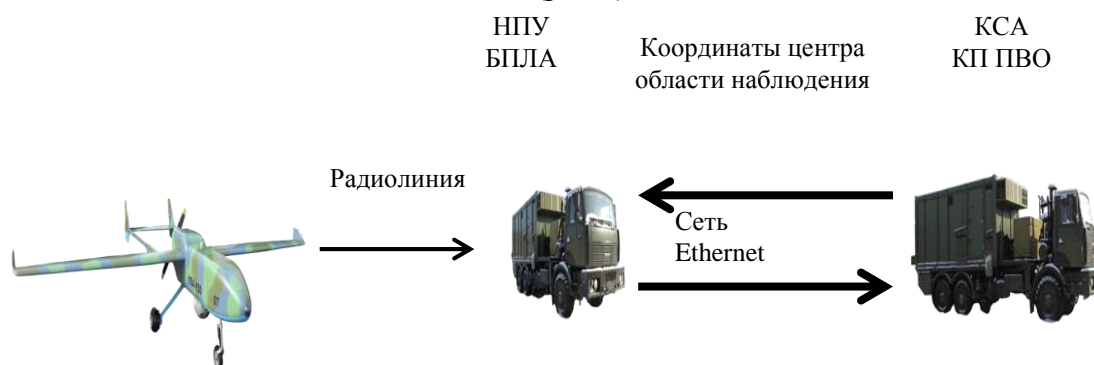 НПУ
БПЛА
Координаты центра
области наблюдения
КСА
КП ПВО
Радиолиния
Сеть
Ethernet